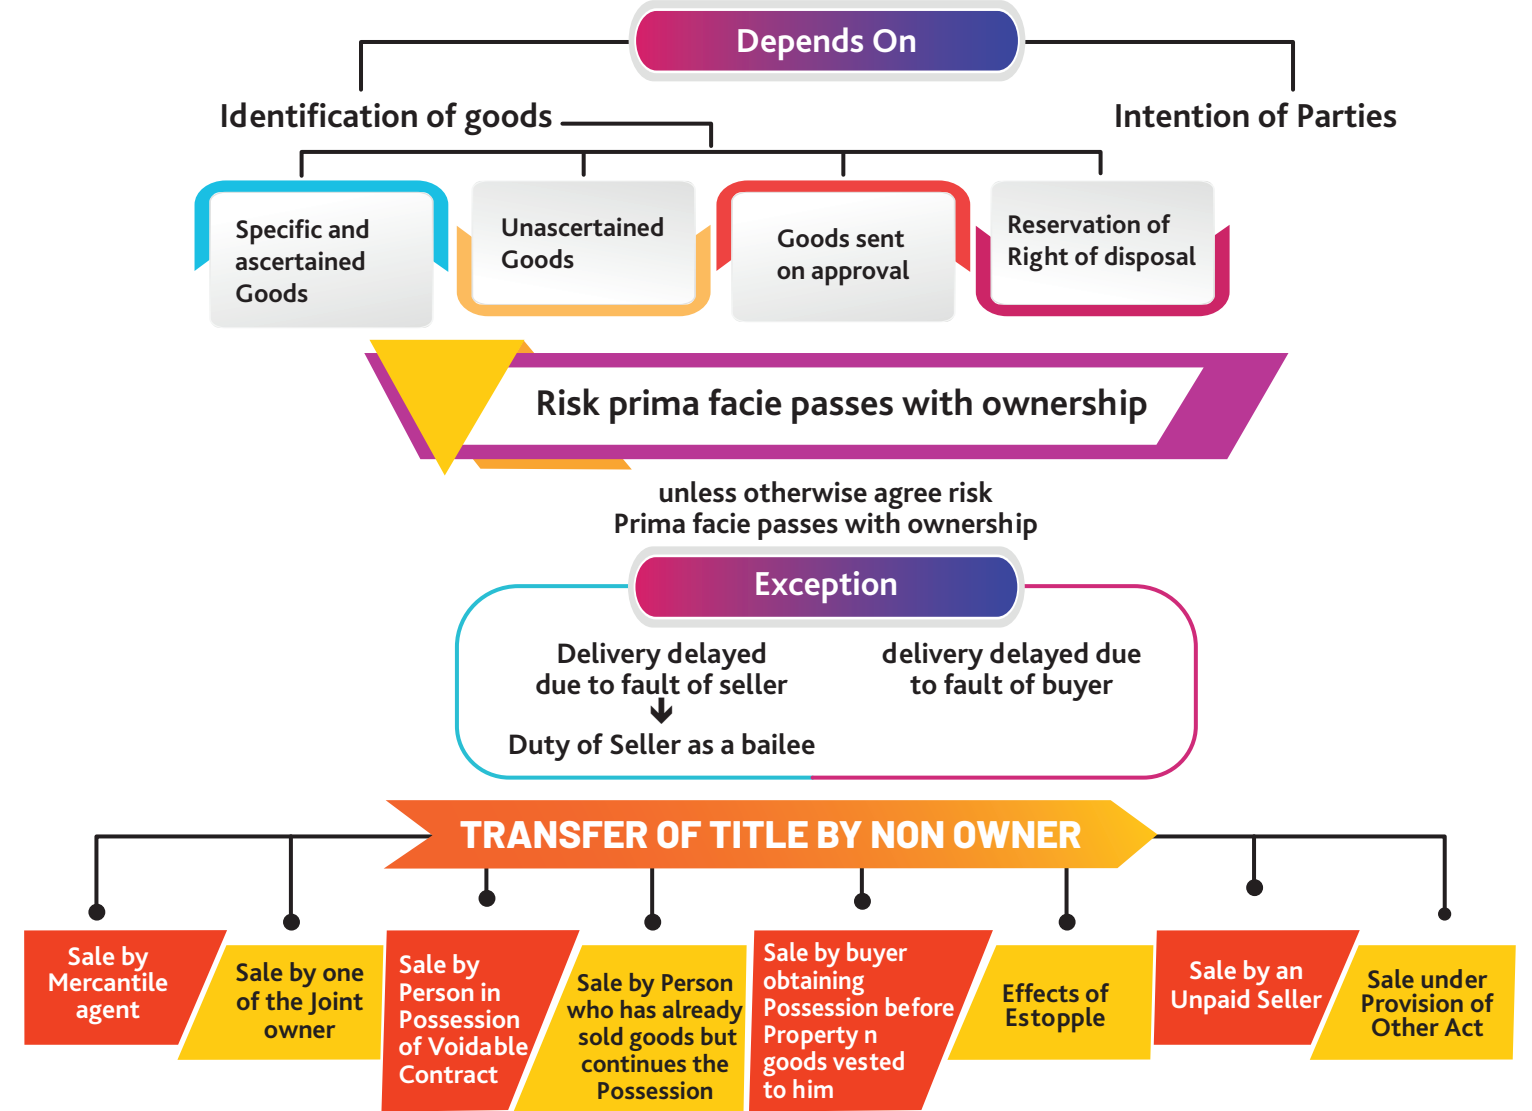 Depends On
Identification of goods
Intention of Parties
Specific and
ascertained
Goods
Unascertained
Goods
Goods sent
on approval
Reservation of
Right of disposal
Risk prima facie passes with ownership
unless otherwise agree risk
Prima facie passes with ownership
Exception
Delivery delayed
due to fault of seller
Duty of Seller as a bailee
delivery delayed due
to fault of buyer
TRANSFER OF TITLE BY NON OWNER
Sale by
Mercantile
agent
Sale by one
of the Joint
owner
Sale by
Person in
Possession
of Voidable
Contract
Sale by Person
who has already
sold goods but
continues the
Possession
Sale by buyer
obtaining
Possession before
Property n
goods vested
to him
Effects of
Estopple
Sale by an
Unpaid Seller
Sale under
Provision of
Other Act